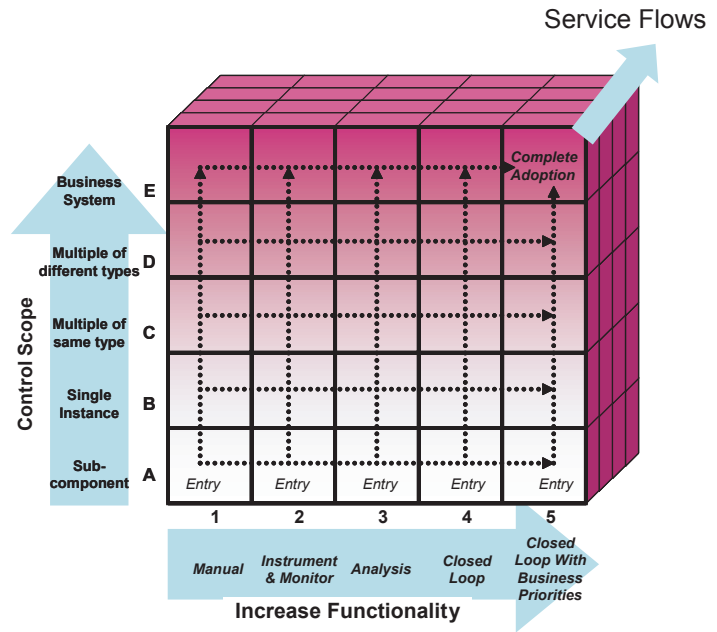 Service Flows
Complete
Adoption
Business
System
E
Multiple of
different types
D
Multiple of
same type
C
Single
Instance
B
Sub-
component
A
Control Scope
Entry
Entry
Entry
Entry
Entry
1
2
3
4
5
Manual
Instrument
& Monitor
Analysis
Closed
Loop
Closed
Loop With
Business
Priorities
Increase Functionality